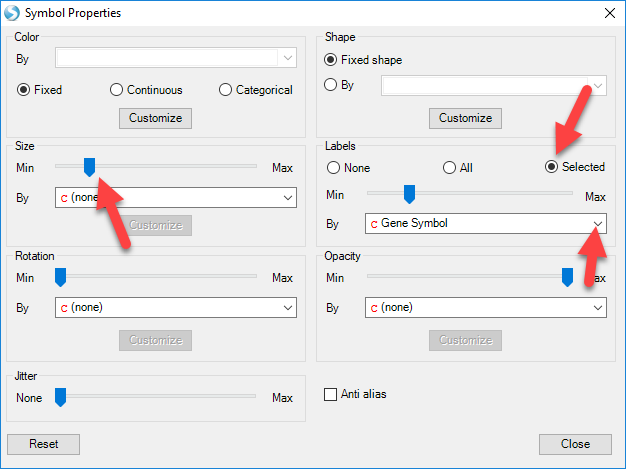 Symbol Properties
Color
By
Fixed Continuous Categorical
Customize
Shape
Fixed shape
By
Customize
Size
Min Max
By C (none
Customize
Labels
None All Selected
Min Max
By C Gene Symbol
Rotation
Min Max
By C (none)
Customize
Opacity
Min ax
By C (none)
Customize
Jitter
None Max
Anti alias
Reset Close